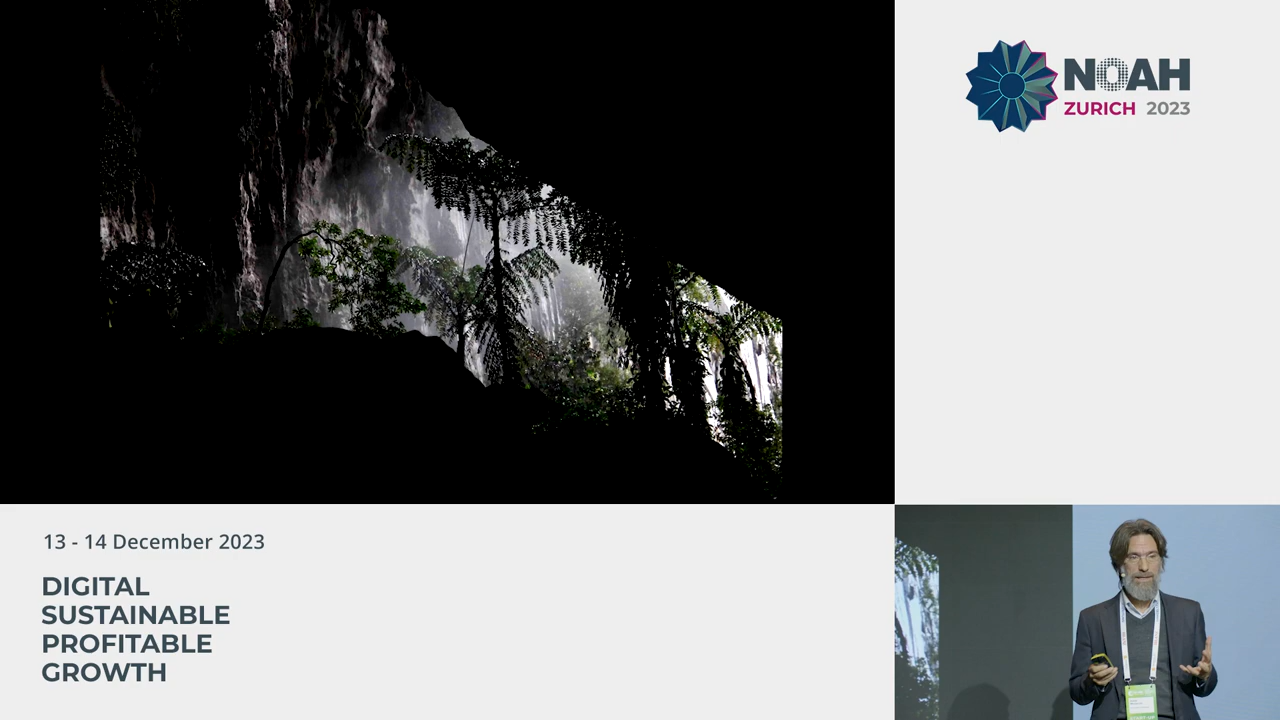 NOAH
ZURICH 2023
13 - 14 December 2023
DIGITAL
SUSTAINABLE
PROFITABLE
GROWTH